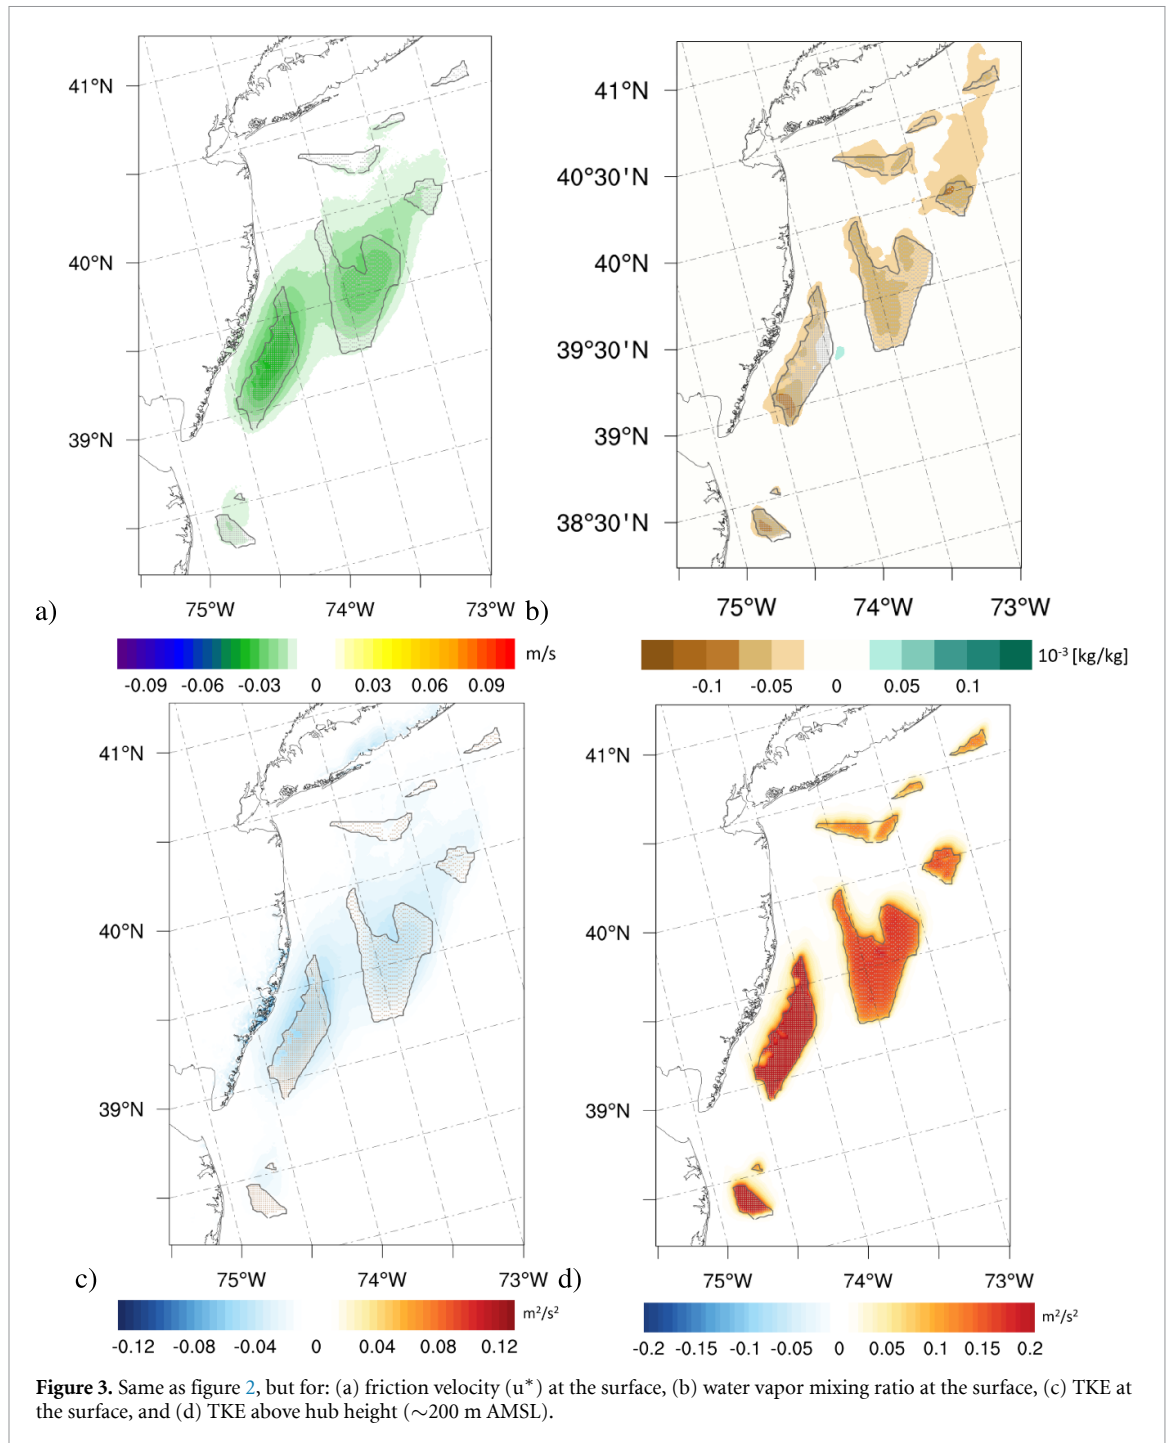 41°N
40°N
39°N
75°W
74°W
73°W
a)
-0.09 -0.06 -0.03 0 0.03 0.06 0.09
m/s
41°N
40°30'N
40°N
39°30'N
39°N
38°30'N
75°W
74°W
73°W
b)
-0.1 -0.05 0 0.05 0.1
10⁻³ [kg/kg]
41°N
40°N
39°N
75°W
74°W
73°W
c)
-0.12 -0.08 -0.04 0 0.04 0.08 0.12
m²/s²
41°N
40°N
39°N
75°W
74°W
73°W
d)
-0.2 -0.15 -0.1 -0.05 0 0.05 0.1 0.15 0.2
m²/s²
Figure 3. Same as figure 2, but for: (a) friction velocity (u*) at the surface, (b) water vapor mixing ratio at the surface, (c) TKE at
the surface, and (d) TKE above hub height (∼200 m AMSL).